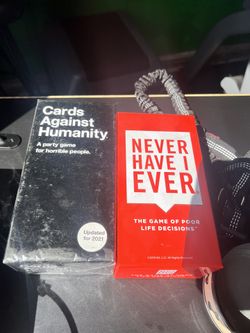 Cards
Against
Humanity.
A party game
for horrible people.
Updated
for 2021
NEVER
HAVE I
EVER
THE GAME OF POOR
LIFE DECISIONS™